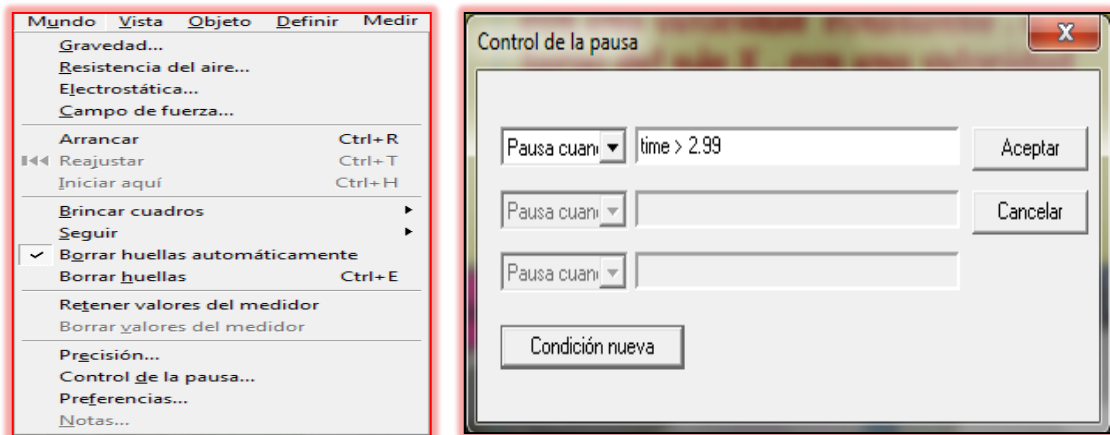 Mundo Vista Objeto Definir Medir
Gravedad...
Resistencia del aire...
Electrostática...
Campo de fuerza...
Arrancar Ctrl+R
Reajustar Ctrl+T
Iniciar aquí Ctrl+H
Brincar cuadros
Seguir
Borrar huellas automáticamente
Borrar huellas Ctrl+E
Retener valores del medidor
Borrar valores del medidor
Precisión...
Control de la pausa...
Preferencias...
Notas...
Control de la pausa
Pausa cuan time > 2.99 Aceptar
Pausa cuan Cancelar
Pausa cuan
Condición nueva